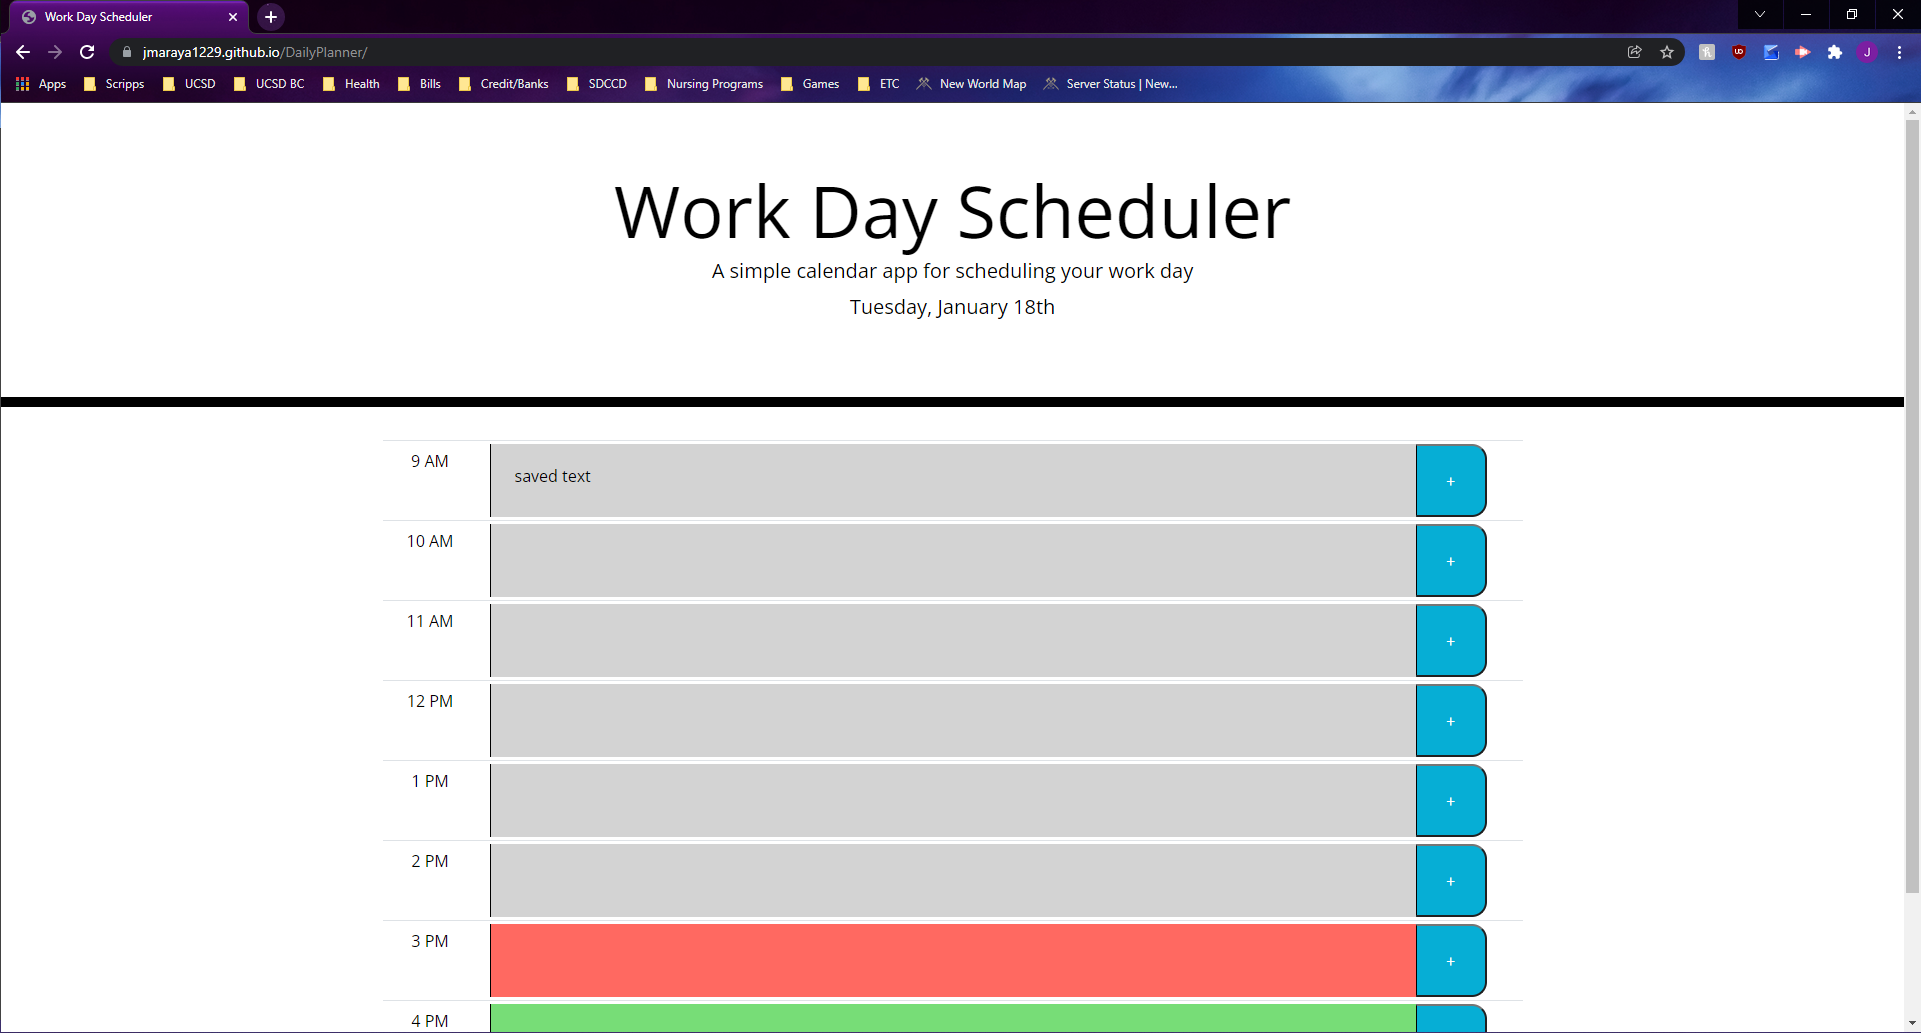 Work Day Scheduler
jmaraya1229.github.io/DailyPlanner/
J
Apps Scripps UCSD UCSD BC Health Bills Credit/Banks SDCCD Nursing Programs Games ETC New World Map Server Status | New...
Work Day Scheduler
A simple calendar app for scheduling your work day
Tuesday, January 18th
9 AM saved text +
10 AM +
11 AM +
12 PM +
1 PM +
2 PM +
3 PM +
4 PM